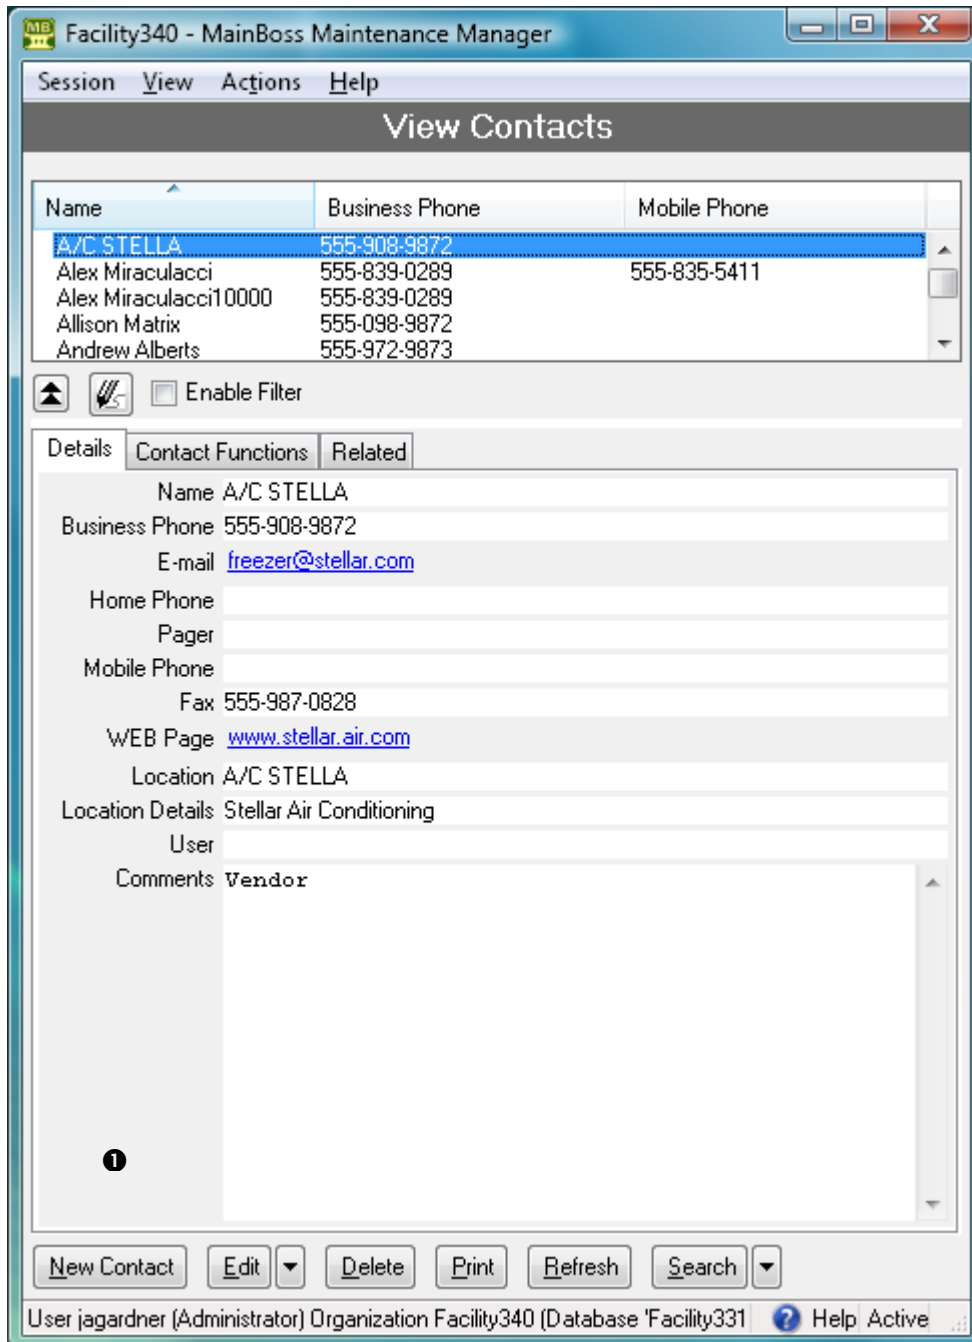 MB
Facility340 - MainBoss Maintenance Manager
Session View Actions Help
View Contacts
Name Business Phone Mobile Phone
A/C STELLA 555-908-9872
Alex Miraculacci 555-839-0289 555-835-5411
Alex Miraculacci10000 555-839-0289
Allison Matrix 555-098-9872
Andrew Alberts 555-972-9873
Enable Filter
Details Contact Functions Related
Name A/C STELLA
Business Phone 555-908-9872
E-mail freezer@stellar.com
Home Phone
Pager
Mobile Phone
Fax 555-987-0828
WEB Page www.stellar.air.com
Location A/C STELLA
Location Details Stellar Air Conditioning
User
Comments Vendor
❶
New Contact Edit Delete Print Refresh Search
User jagardner (Administrator) Organization Facility340 (Database 'Facility331 ? Help Active